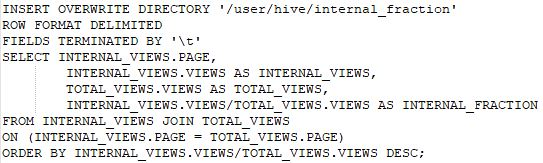 INSERT OVERWRITE DIRECTORY '/user/hive/internal_fraction'
ROW FORMAT DELIMITED
FIELDS TERMINATED BY '\t'
SELECT INTERNAL_VIEWS.PAGE,
INTERNAL_VIEWS.VIEWS AS INTERNAL_VIEWS,
TOTAL_VIEWS.VIEWS AS TOTAL_VIEWS,
INTERNAL_VIEWS.VIEWS/TOTAL_VIEWS.VIEWS AS INTERNAL_FRACTION
FROM INTERNAL_VIEWS JOIN TOTAL_VIEWS
ON (INTERNAL_VIEWS.PAGE = TOTAL_VIEWS.PAGE)
ORDER BY INTERNAL_VIEWS.VIEWS/TOTAL_VIEWS.VIEWS DESC;